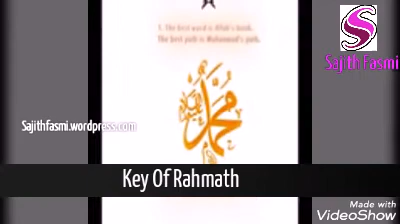 1. The best word is Allah's book.
The best path is Muhammad's path.
Sajith Fasmi
محمد
Sajithfasmi.wordpress.com
Key Of Rahmath
Made with
VideoShow